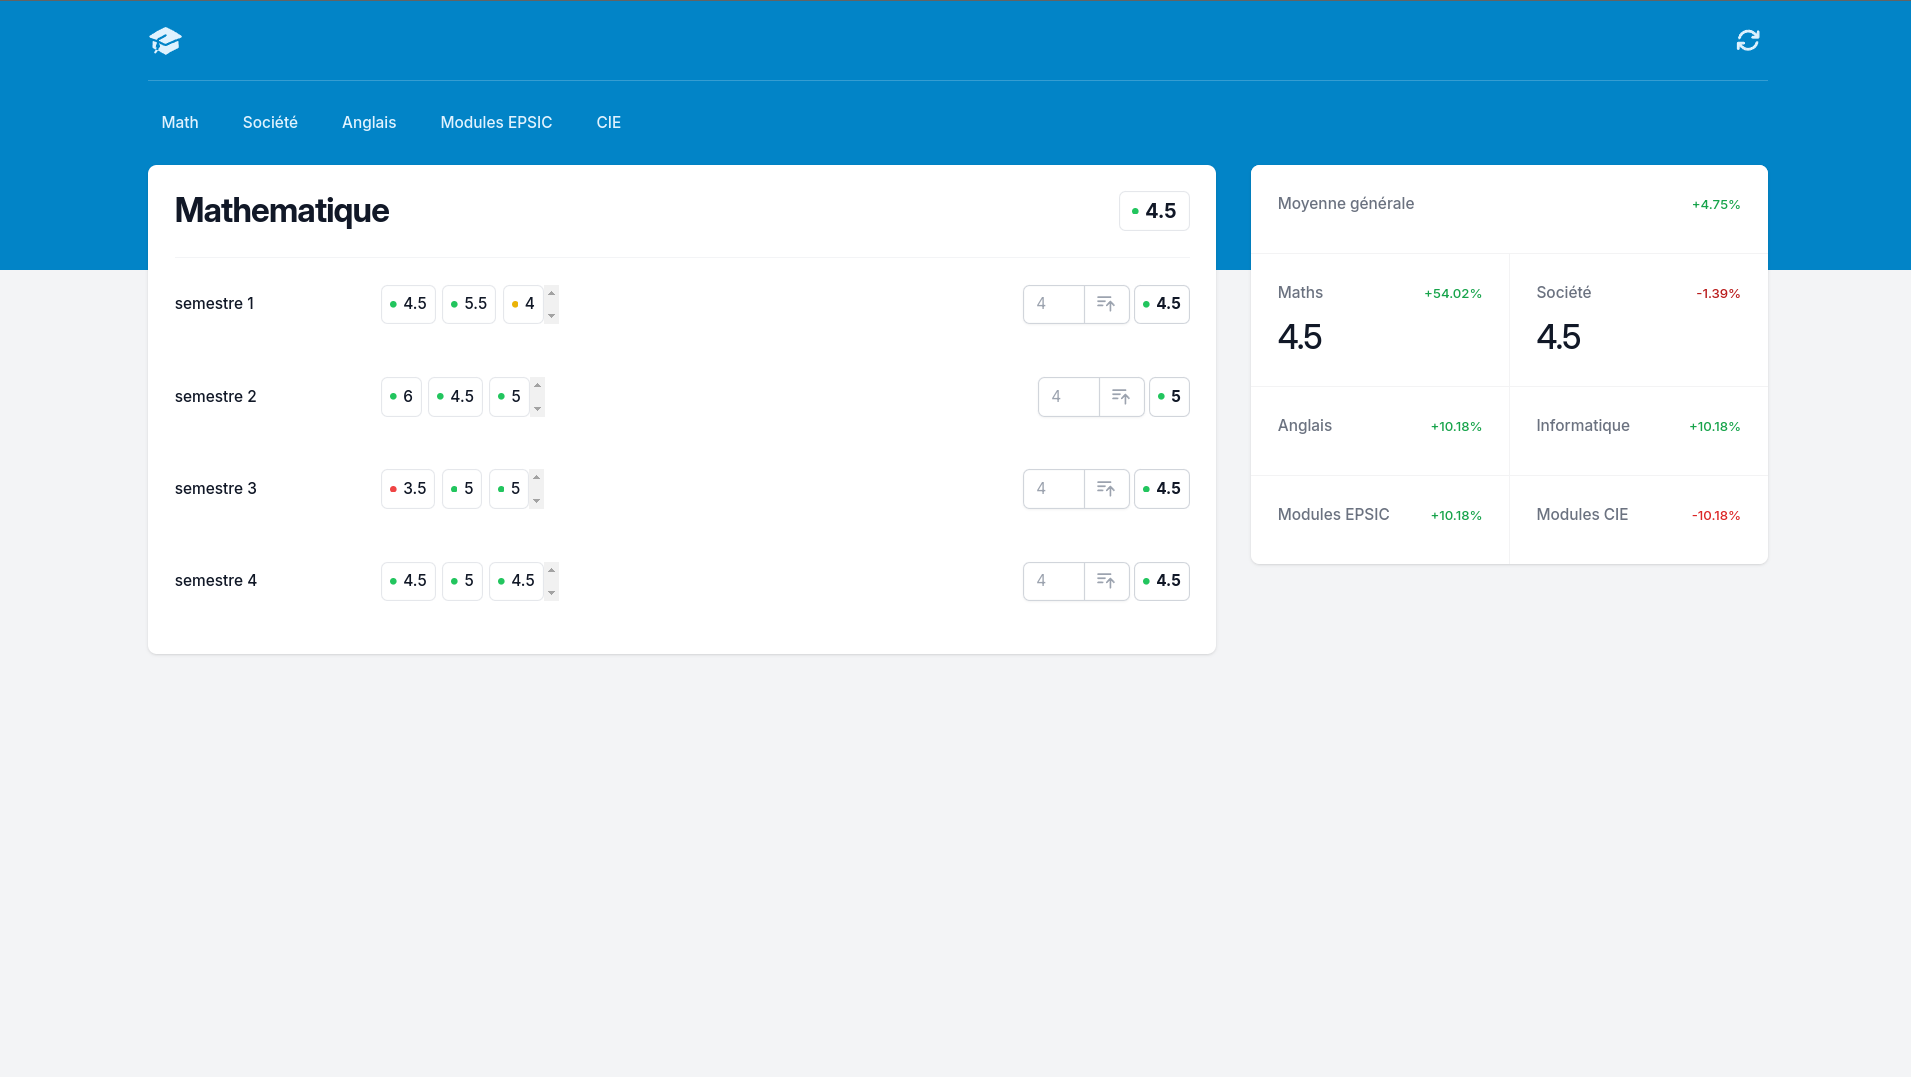 Math Société Anglais Modules EPSIC CIE
Mathematique 4.5
semestre 1 4.5 5.5 4 4 4.5
semestre 2 6 4.5 5 4 5
semestre 3 3.5 5 5 4 4.5
semestre 4 4.5 5 4.5 4 4.5
Moyenne générale +4.75%
Maths +54.02%
4.5
Société -1.39%
4.5
Anglais +10.18%
Informatique +10.18%
Modules EPSIC +10.18%
Modules CIE -10.18%